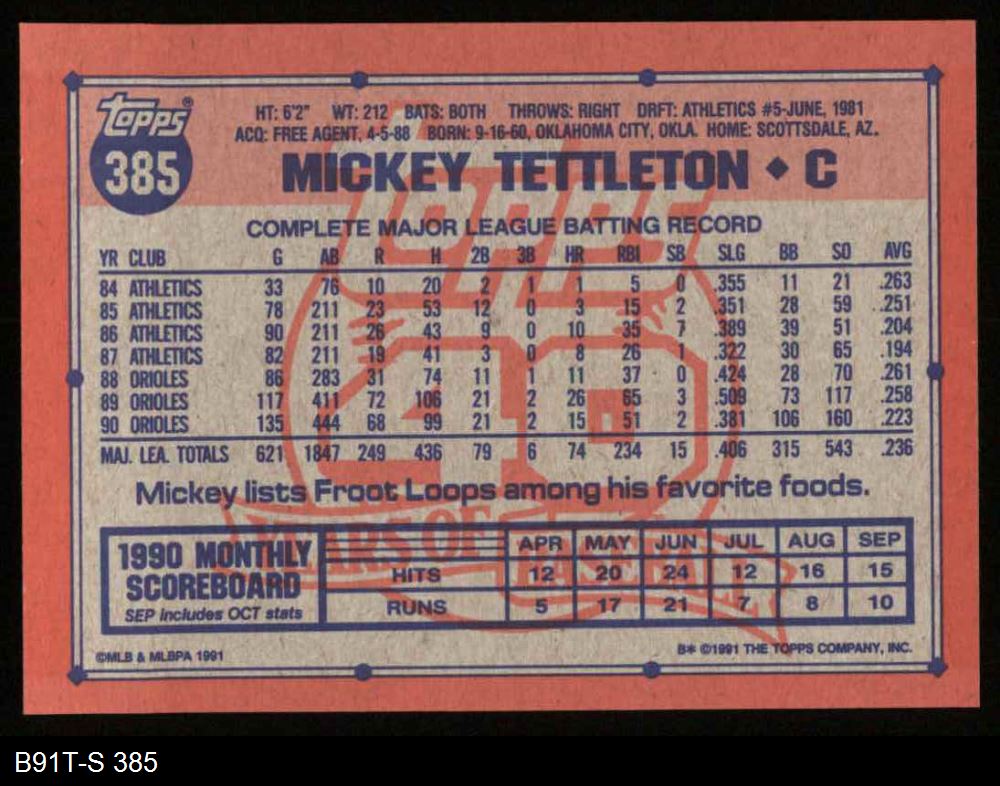 Topps®
385
HT: 6'2" WT: 212 BATS: BOTH THROWS: RIGHT DRFT: ATHLETICS #5-JUNE, 1981
ACQ: FREE AGENT, 4-5-88 BORN: 9-16-60, OKLAHOMA CITY, OKLA. HOME: SCOTTSDALE, AZ.
MICKEY TETTLETON ♦ C
COMPLETE MAJOR LEAGUE BATTING RECORD
YR CLUB G AB R H 2B 3B HR RBI SB SLG BB SO AVG
84 ATHLETICS 33 76 10 20 2 1 1 5 0 .355 11 21 .263
85 ATHLETICS 78 211 23 53 12 0 3 15 2 .351 28 59 .251
86 ATHLETICS 90 211 26 43 9 0 10 35 7 .389 39 51 .204
87 ATHLETICS 82 211 19 41 3 0 8 26 1 .322 30 65 .194
88 ORIOLES 86 283 31 74 11 1 11 37 0 .424 28 70 .261
89 ORIOLES 117 411 72 106 21 2 26 65 3 .509 73 117 .258
90 ORIOLES 135 444 68 99 21 2 15 51 2 .381 106 160 .223
MAJ. LEA. TOTALS 621 1847 249 436 79 6 74 234 15 .406 315 543 .236
Topps
40
YEARS OF BASEBALL
Mickey lists Froot Loops among his favorite foods.
1990 MONTHLY
SCOREBOARD
SEP includes OCT stats
APR MAY JUN JUL AUG SEP
HITS 12 20 24 12 16 15
RUNS 5 17 21 7 8 10
©MLB & MLBPA 1991
B* ©1991 THE TOPPS COMPANY, INC.
B91T-S 385